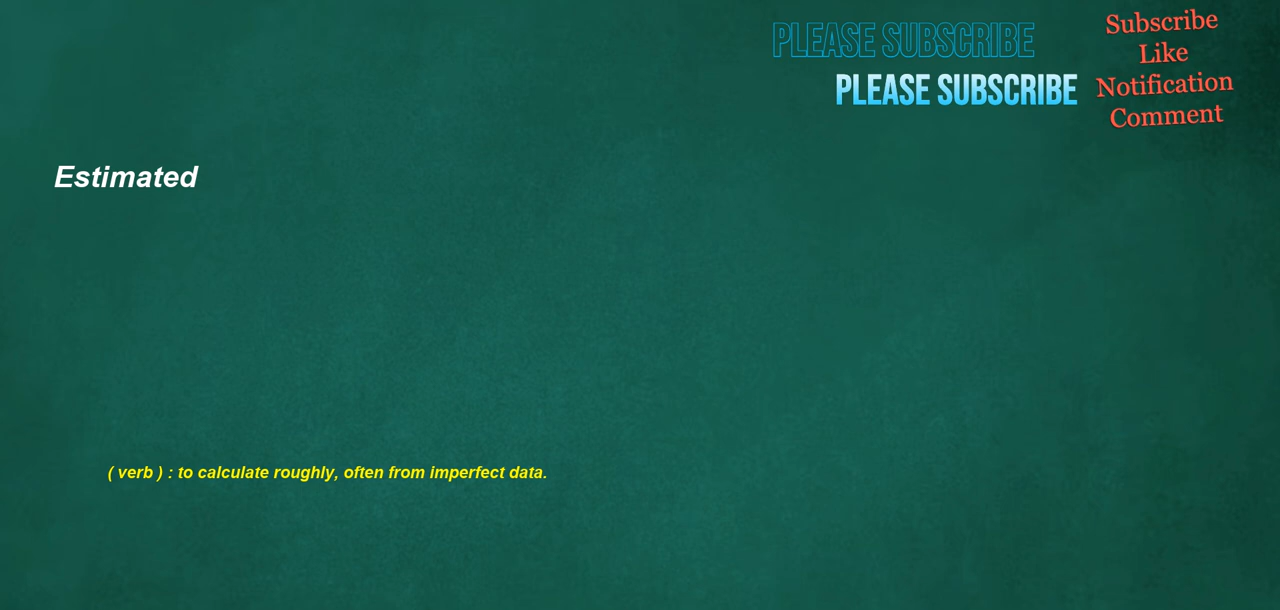 PLEASE SUBSCRIBE
PLEASE SUBSCRIBE
Subscribe
Like
Notification
Comment
Estimated
( verb ) : to calculate roughly, often from imperfect data.